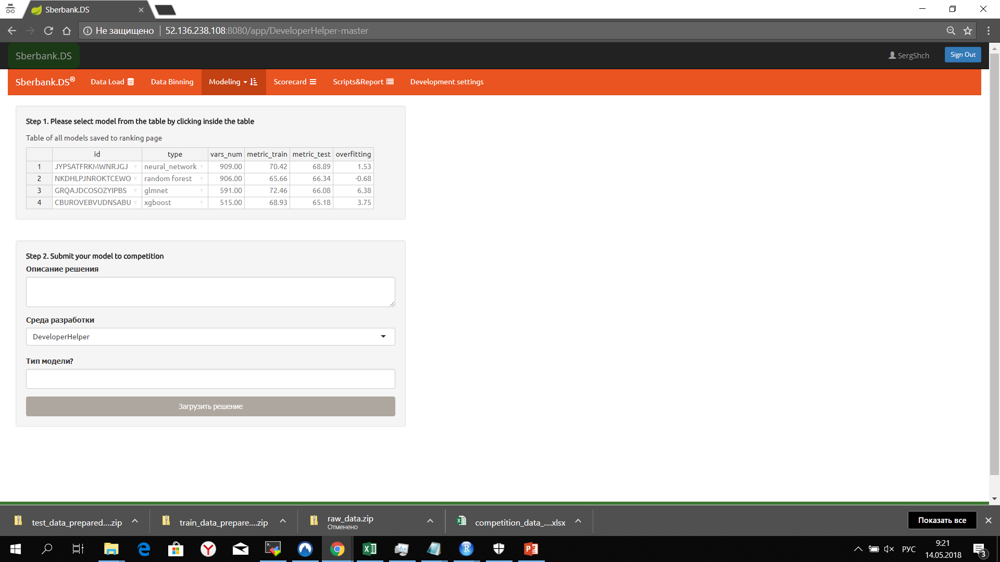 Sberbank.DS
Не защищено 52.136.238.108:8080/app/DeveloperHelper-master
Sberbank.DS SergShch Sign Out
Sberbank.DS® Data Load Data Binning Modeling Scorecard Scripts&Report Development settings
Step 1. Please select model from the table by clicking inside the table
Table of all models saved to ranking page
id type vars_num metric_train metric_test overfitting
1 JYPSATFRKMWNRJGJ neural_network 909.00 70.42 68.89 1.53
2 NKDHLPJNROKTCEWO random forest 906.00 65.66 66.34 -0.68
3 GRQAJDCOSOZYIPBS glmnet 591.00 72.46 66.08 6.38
4 CBUROVEBVUDNSABU xgboost 515.00 68.93 65.18 3.75
Step 2. Submit your model to competition
Описание решения
Среда разработки
DeveloperHelper
Тип модели?
Загрузить решение
test_data_prepared....zip train_data_prepare....zip raw_data.zip competition_data_....xlsx Показать все
Отменено
РУС 9:21
14.05.2018 3